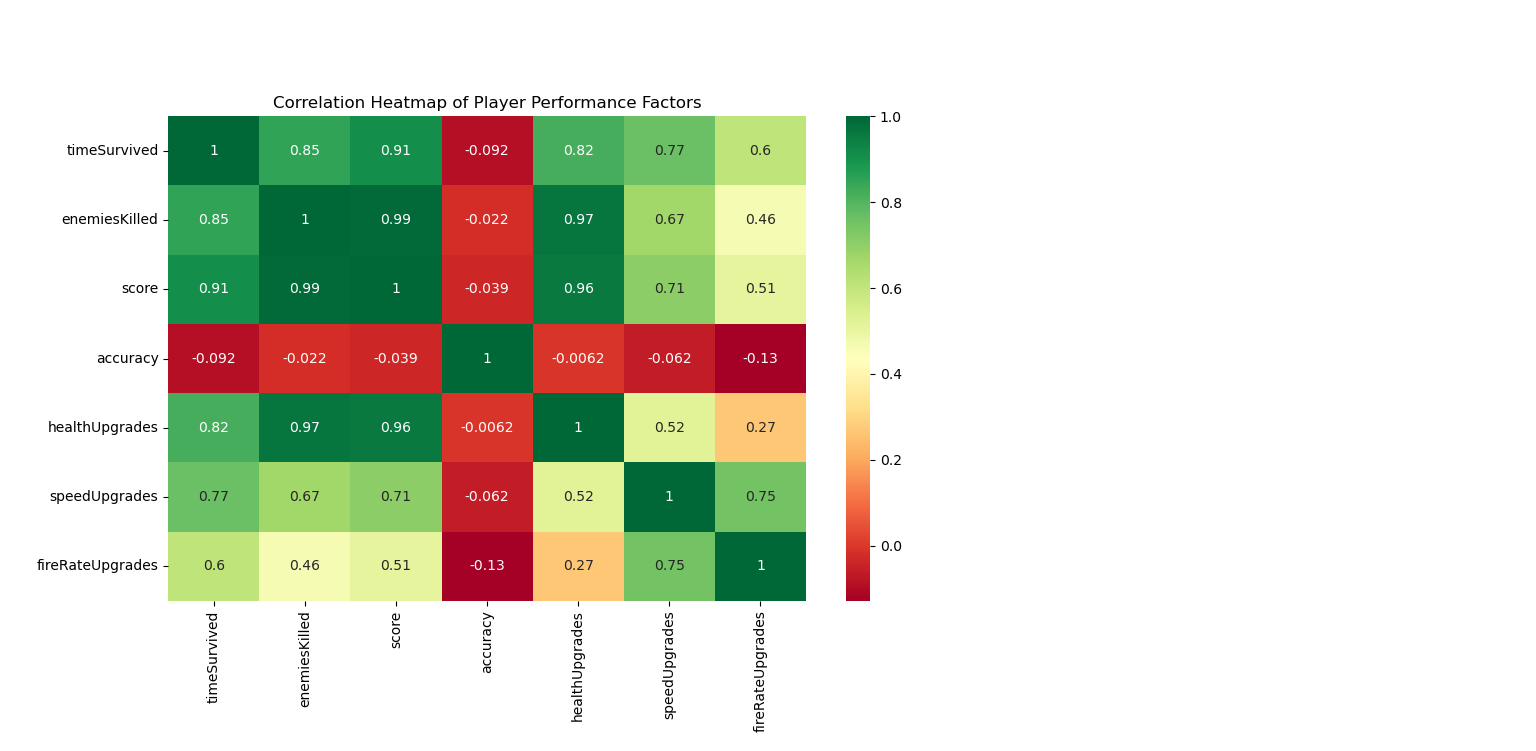 Correlation Heatmap of Player Performance Factors
timeSurvived 1 0.85 0.91 -0.092 0.82 0.77 0.6
enemiesKilled 0.85 1 0.99 -0.022 0.97 0.67 0.46
score 0.91 0.99 1 -0.039 0.96 0.71 0.51
accuracy -0.092 -0.022 -0.039 1 -0.0062 -0.062 -0.13
healthUpgrades 0.82 0.97 0.96 -0.0062 1 0.52 0.27
speedUpgrades 0.77 0.67 0.71 -0.062 0.52 1 0.75
fireRateUpgrades 0.6 0.46 0.51 -0.13 0.27 0.75 1
timeSurvived
enemiesKilled
score
accuracy
healthUpgrades
speedUpgrades
fireRateUpgrades
1.0
0.8
0.6
0.4
0.2
0.0